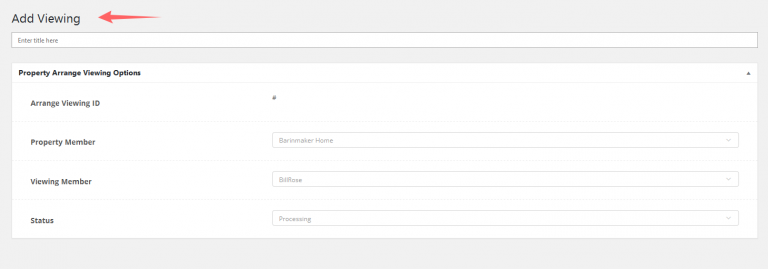 Add Viewing
Enter title here
Property Arrange Viewing Options
Arrange Viewing ID #
Property Member Barinmaker Home
Viewing Member BillRose
Status Processing